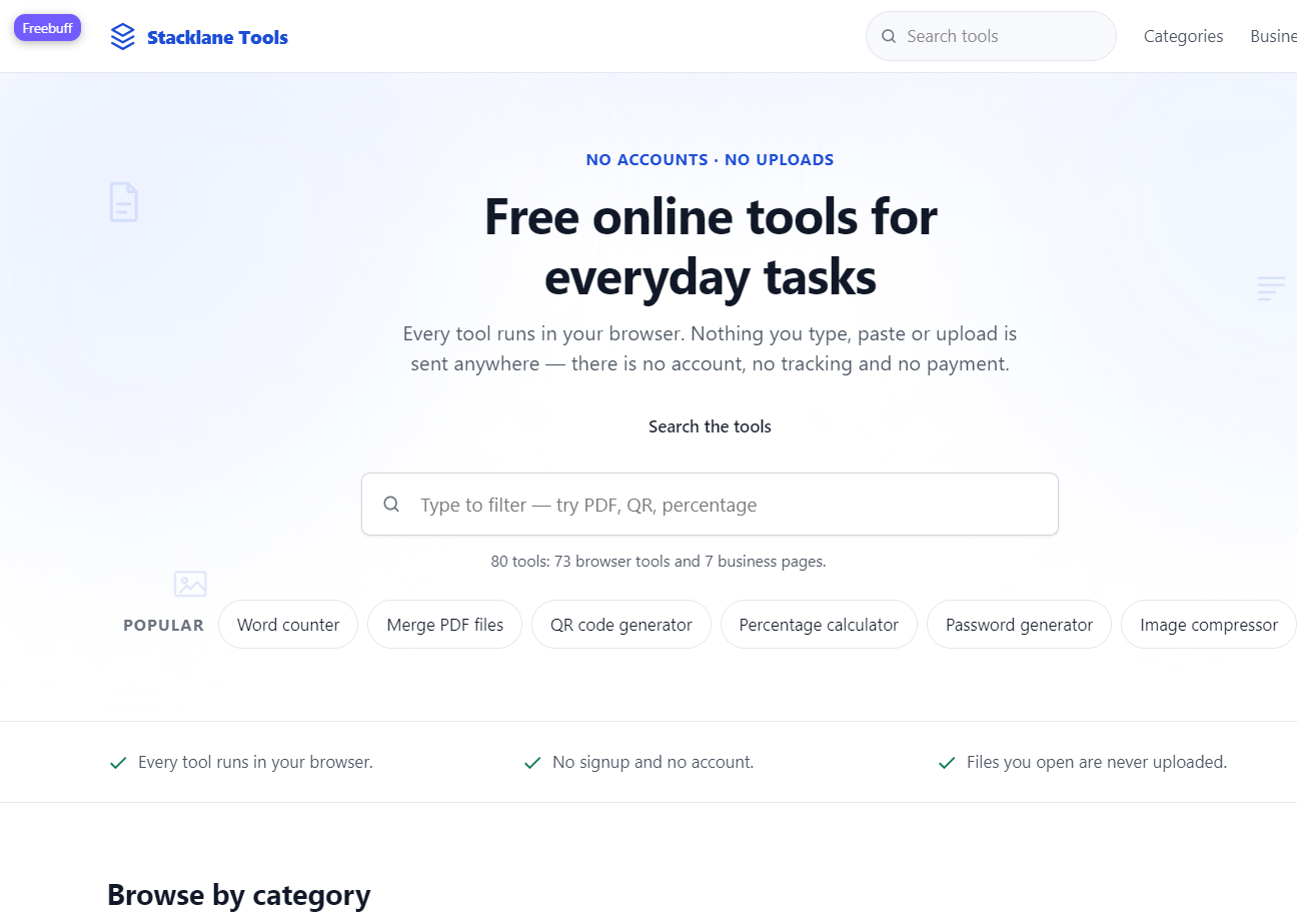 Freebuff
Stacklane Tools
Search tools
Categories
Busine
NO ACCOUNTS · NO UPLOADS
Free online tools for
everyday tasks
Every tool runs in your browser. Nothing you type, paste or upload is
sent anywhere — there is no account, no tracking and no payment.
Search the tools
Type to filter — try PDF, QR, percentage
80 tools: 73 browser tools and 7 business pages.
POPULAR
Word counter
Merge PDF files
QR code generator
Percentage calculator
Password generator
Image compressor
Every tool runs in your browser.
No signup and no account.
Files you open are never uploaded.
Browse by category